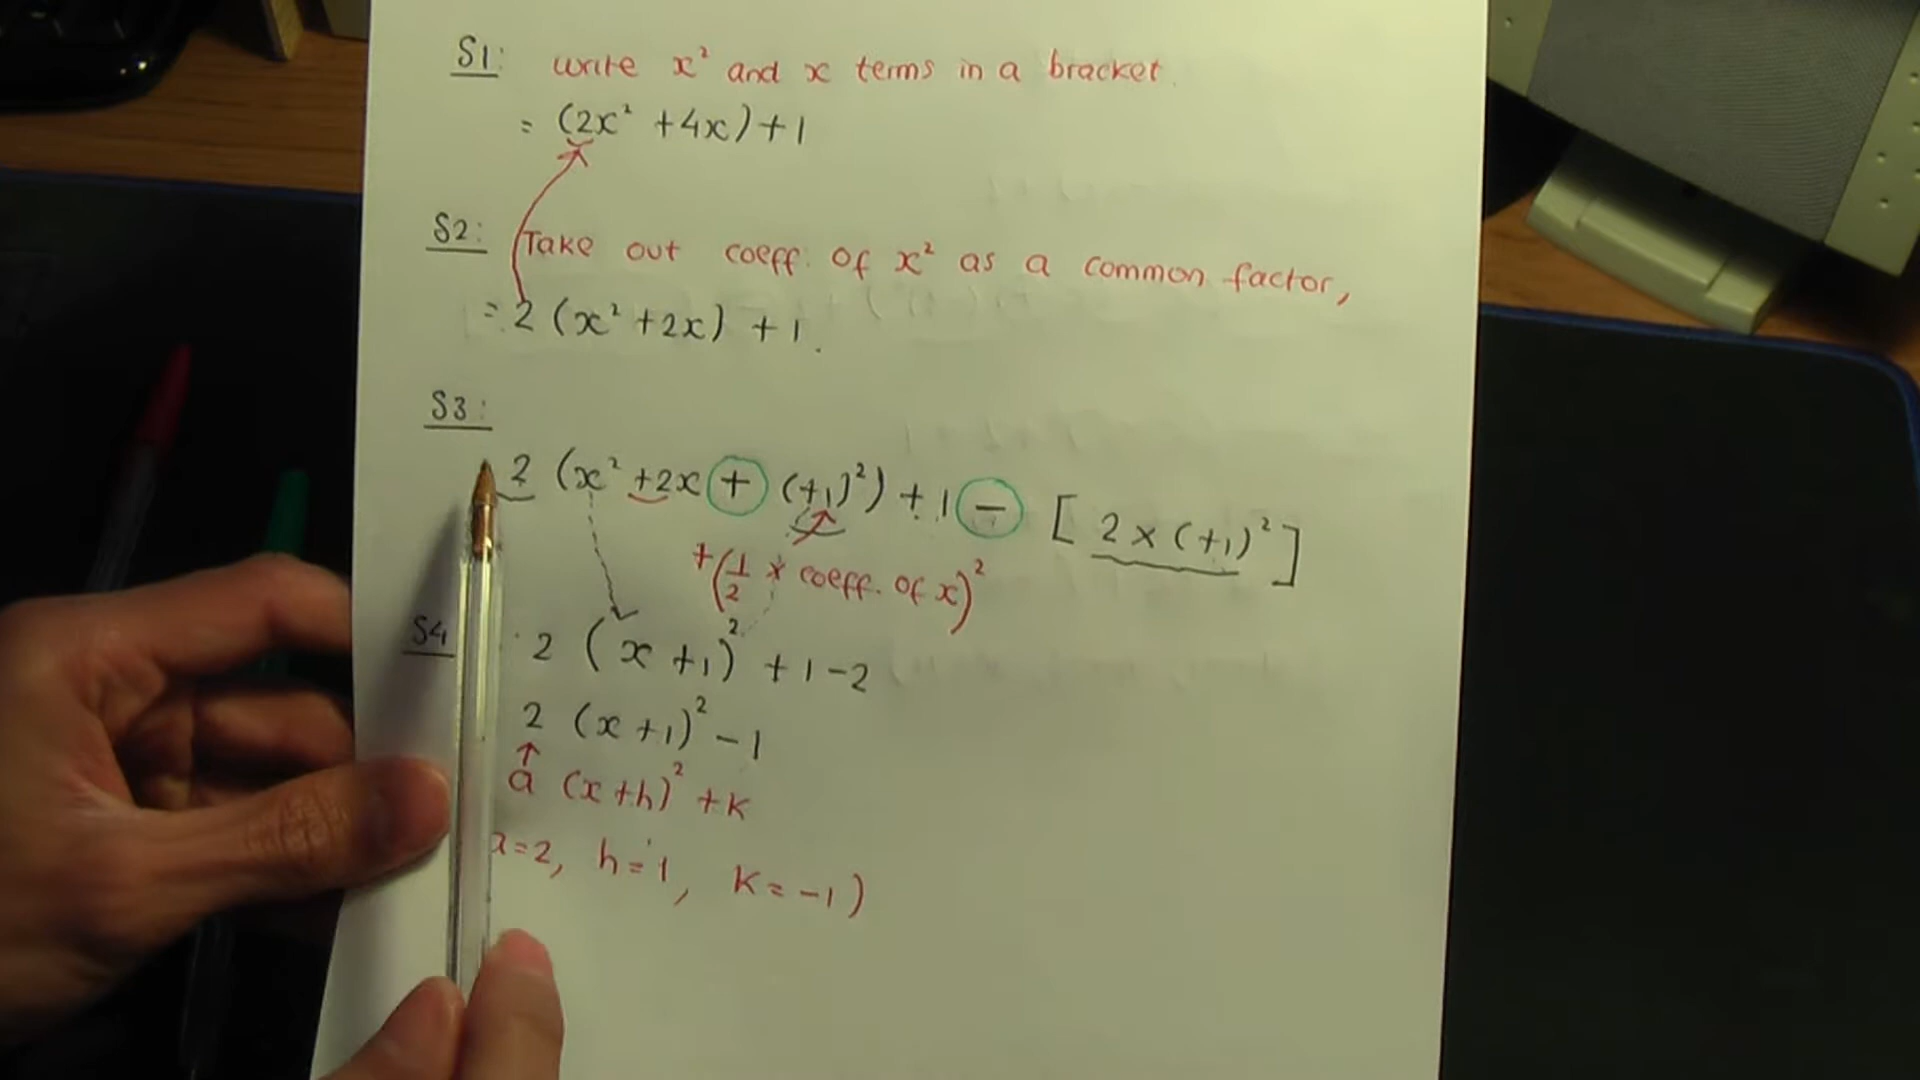 S1: write x² and x terms in a bracket.
= (2x² + 4x) + 1
S2: Take out coeff. of x² as a common factor,
= 2 (x² + 2x) + 1.
S3:
2 (x² + 2x + (+1)²) + 1 - [2 × (+1)²]
+(1/2 × coeff. of x)²
S4 2 (x + 1)² + 1 - 2
2 (x + 1)² - 1
a (x + h)² + k
a = 2, h = 1, k = -1)